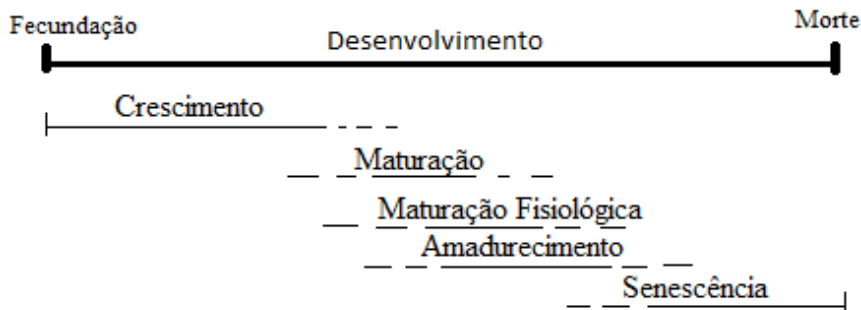 Fecundação
Morte
Desenvolvimento
Crescimento
Maturação
Maturação Fisiológica
Amadurecimento
Senescência